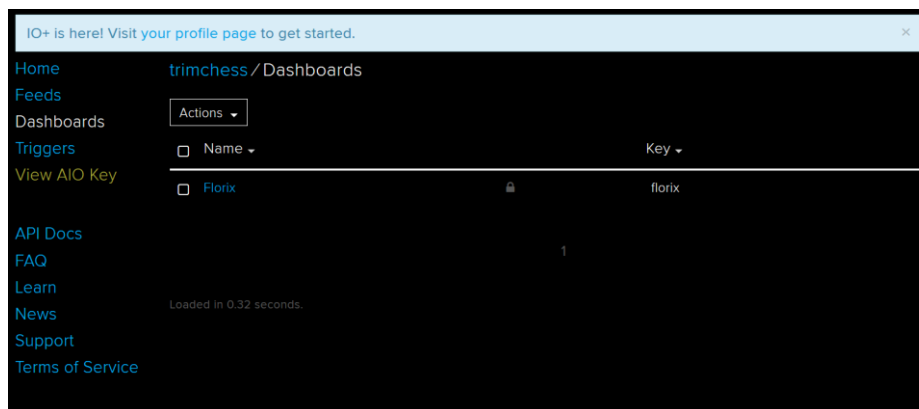 IO+ is here! Visit your profile page to get started. ×
Home
Feeds
Dashboards
Triggers
View AIO Key
API Docs
FAQ
Learn
News
Support
Terms of Service
trimchess / Dashboards
Actions
Name
Key
Florix
florix
1
Loaded in 0.32 seconds.